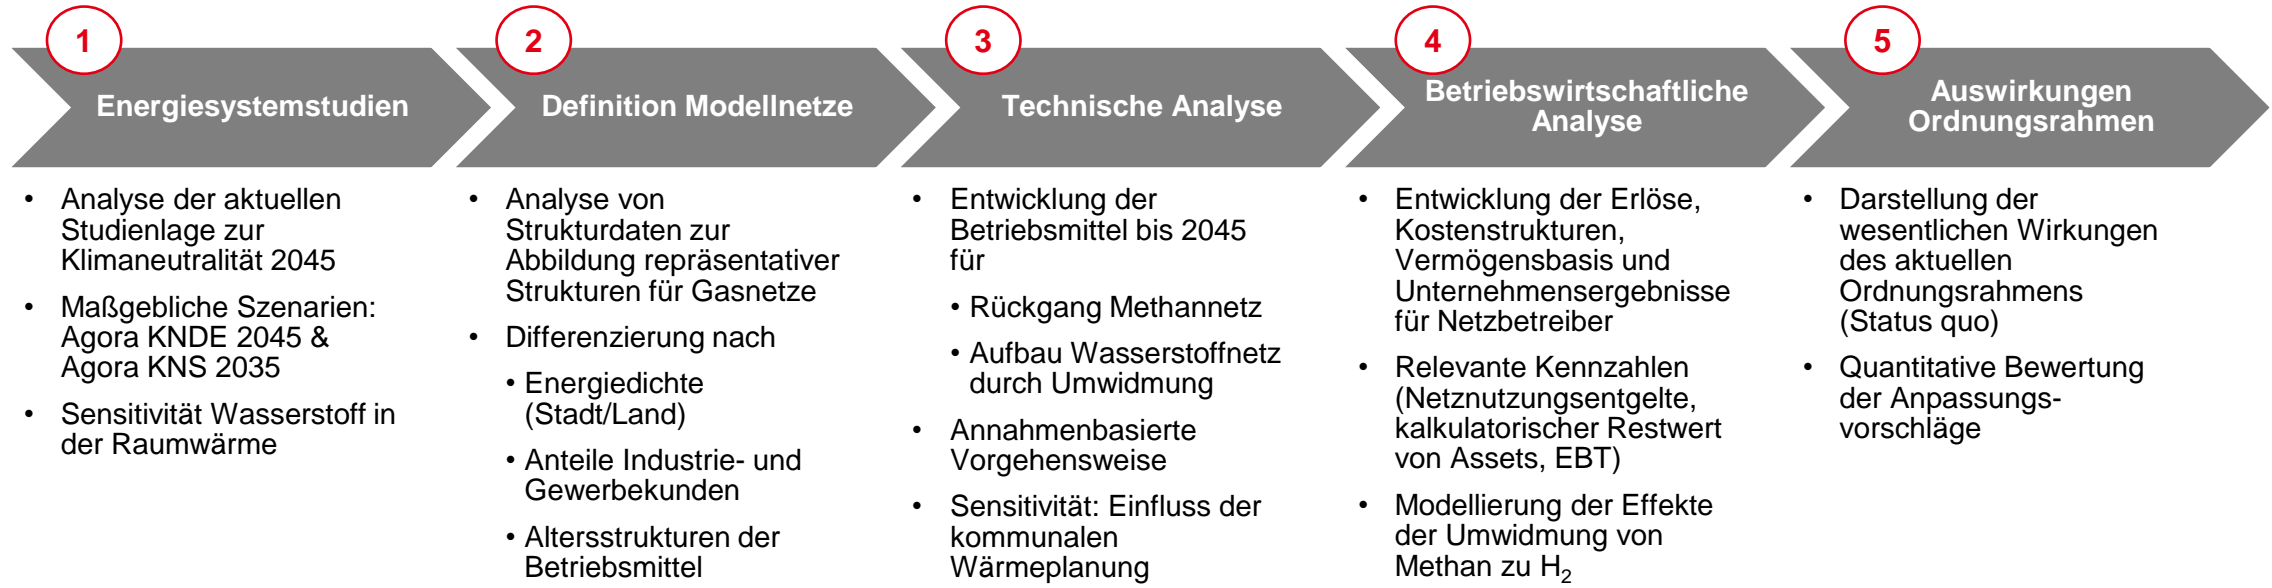 1
Energiesystemstudien
• Analyse der aktuellen
Studienlage zur
Klimaneutralität 2045
• Maßgebliche Szenarien:
Agora KNDE 2045 &
Agora KNS 2035
• Sensitivität Wasserstoff in
der Raumwärme
2
Definition Modellnetze
• Analyse von
Strukturdaten zur
Abbildung repräsentativer
Strukturen für Gasnetze
• Differenzierung nach
• Energiedichte
(Stadt/Land)
• Anteile Industrie- und
Gewerbekunden
• Altersstrukturen der
Betriebsmittel
3
Technische Analyse
• Entwicklung der
Betriebsmittel bis 2045
für
• Rückgang Methannetz
• Aufbau Wasserstoffnetz
durch Umwidmung
• Annahmenbasierte
Vorgehensweise
• Sensitivität: Einfluss der
kommunalen
Wärmeplanung
4
Betriebswirtschaftliche
Analyse
• Entwicklung der Erlöse,
Kostenstrukturen,
Vermögensbasis und
Unternehmensergebnisse
für Netzbetreiber
• Relevante Kennzahlen
(Netznutzungsentgelte,
kalkulatorischer Restwert
von Assets, EBT)
• Modellierung der Effekte
der Umwidmung von
Methan zu H₂
5
Auswirkungen
Ordnungsrahmen
• Darstellung der
wesentlichen Wirkungen
des aktuellen
Ordnungsrahmens
(Status quo)
• Quantitative Bewertung
der Anpassungs-
vorschläge